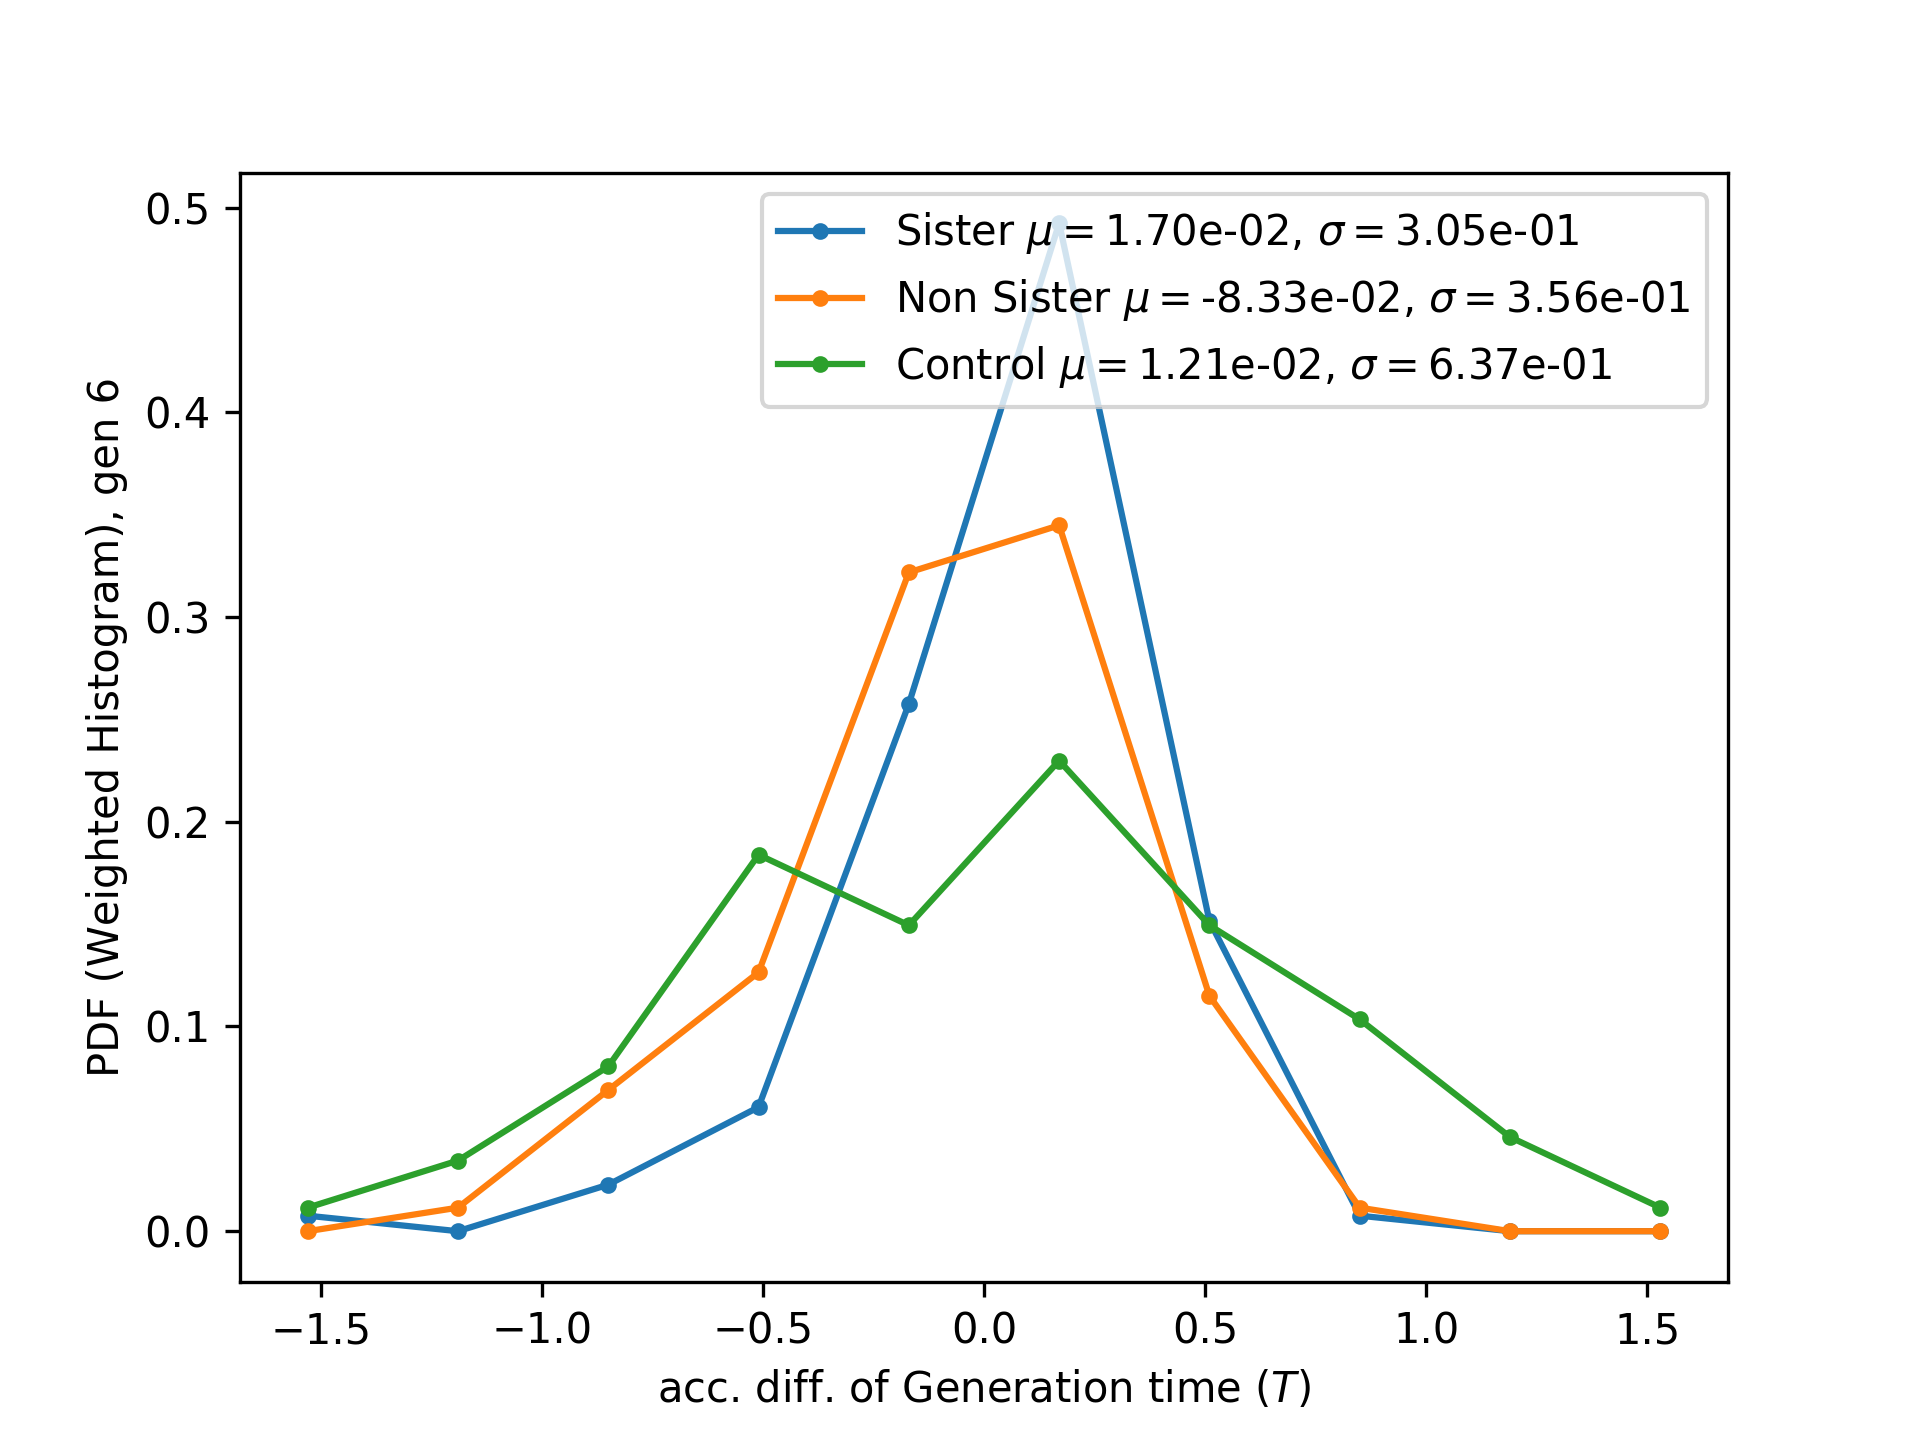 Sister μ = 1.70e-02, σ = 3.05e-01
Non Sister μ = -8.33e-02, σ = 3.56e-01
Control μ = 1.21e-02, σ = 6.37e-01
PDF (Weighted Histogram), gen 6
0.5
0.4
0.3
0.2
0.1
0.0
−1.5 −1.0 −0.5 0.0 0.5 1.0 1.5
acc. diff. of Generation time (T)